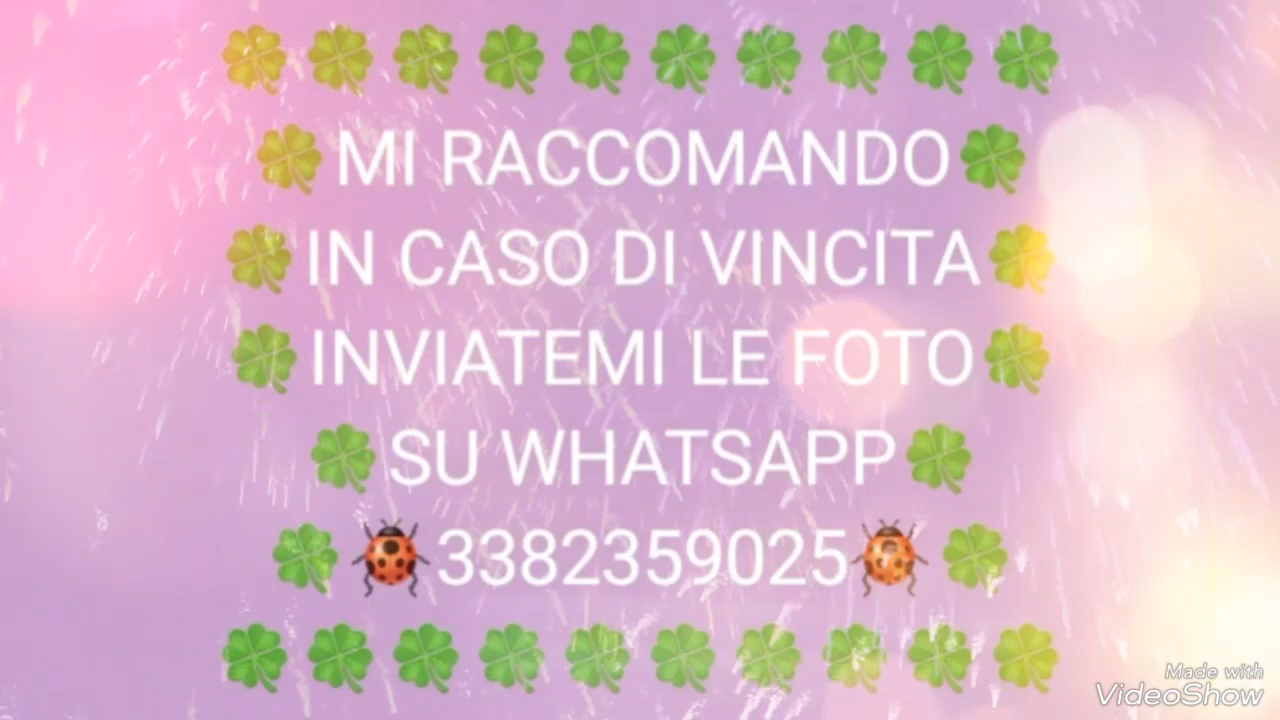 🍀🍀🍀🍀🍀🍀🍀🍀🍀🍀
🍀MI RACCOMANDO🍀
🍀IN CASO DI VINCITA🍀
🍀INVIATEMI LE FOTO🍀
🍀SU WHATSAPP🍀
🍀🐞3382359025🐞🍀
🍀🍀🍀🍀🍀🍀🍀🍀🍀🍀
Made with
VideoShow